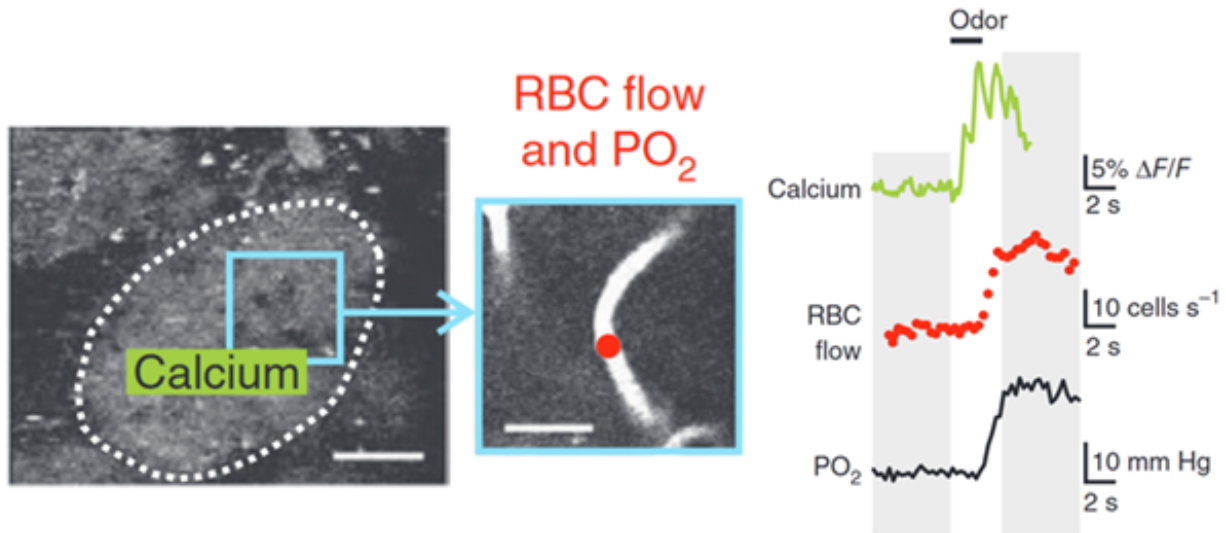 RBC flow
and PO₂
Calcium
Odor
Calcium
5% ΔF/F
2 s
RBC
flow
10 cells s⁻¹
2 s
PO₂
10 mm Hg
2 s